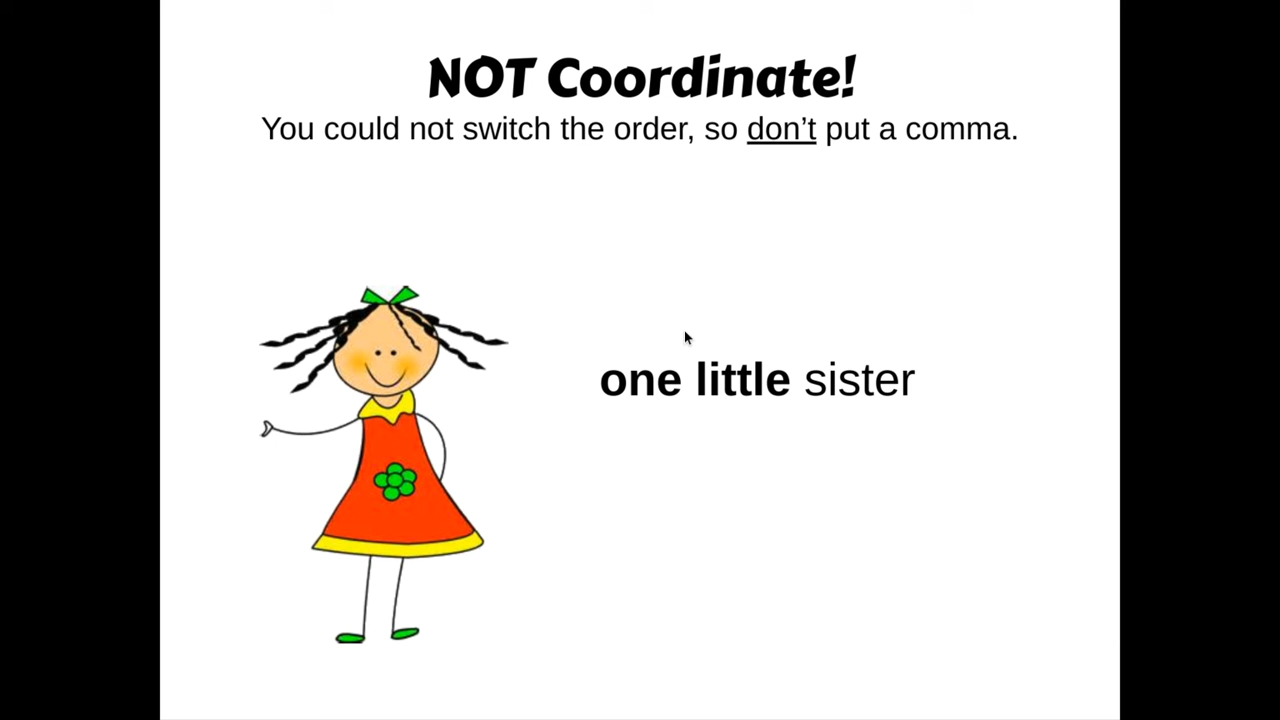 NOT Coordinate!
You could not switch the order, so don’t put a comma.
one little sister